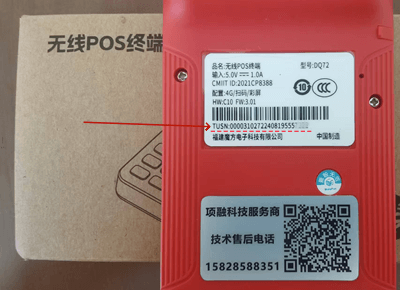 无线POS终端
品名:无线POS终端 型号:DQ72
输入:5.0V 1.0A
CMIIT ID:2021CP8388
配置:4G/扫码/彩屏
HW:C10 FW:3.01
TUSN:0000310272240819555
福建魔方电子科技有限公司 中国制造
项融科技服务商
技术售后电话
15828588351